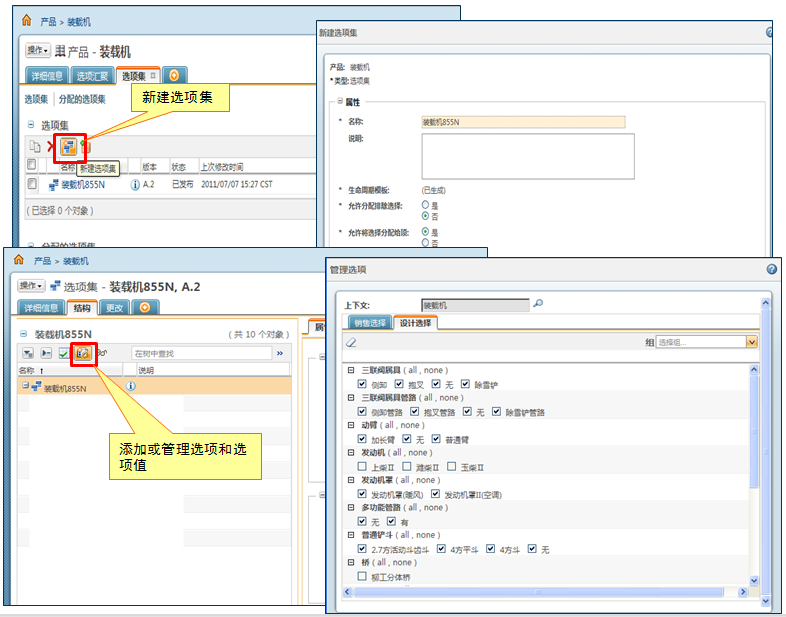 产品 > 装载机
操作 产品 - 装载机
详细信息 选项汇聚 选项集
选项集 | 分配的选项集
新建选项集
选项集
新建选项集
名称 版本 状态 上次修改时间
装载机855N A.2 已发布 2011/07/07 15:27 CST
(已选择 0 个对象)
分配的选项集
新建选项集
产品: 装载机
*类型:选项集
属性
* 名称: 装载机855N
说明:
* 生命周期模板: (已生成)
* 允许分配排除选择: 是
否
* 允许将选择分配给项: 是
否
产品 > 装载机
操作 选项集 - 装载机855N, A.2
详细信息 结构 更改
装载机855N (共 10 个对象)
在树中查找 »
名称 ↑ 说明
装载机855N
添加或管理选项和选
项值
管理选项
上下文: 装载机
销售选择 设计选择
组 选择组...
三联阀属具 (all , none)
侧卸 抱叉 无 除雪铲
三联阀属具管路 (all , none)
侧卸管路 抱叉管路 无 除雪铲管路
动臂 (all , none)
加长臂 无 普通臂
发动机 (all , none)
上柴II 潍柴II 玉柴II
发动机罩 (all , none)
发动机罩(暖风) 发动机罩II(空调)
多功能管路 (all , none)
无 有
普通铲斗 (all , none)
2.7方活动斗齿斗 4方平斗 4方斗 无
桥 (all , none)
柳工分体桥